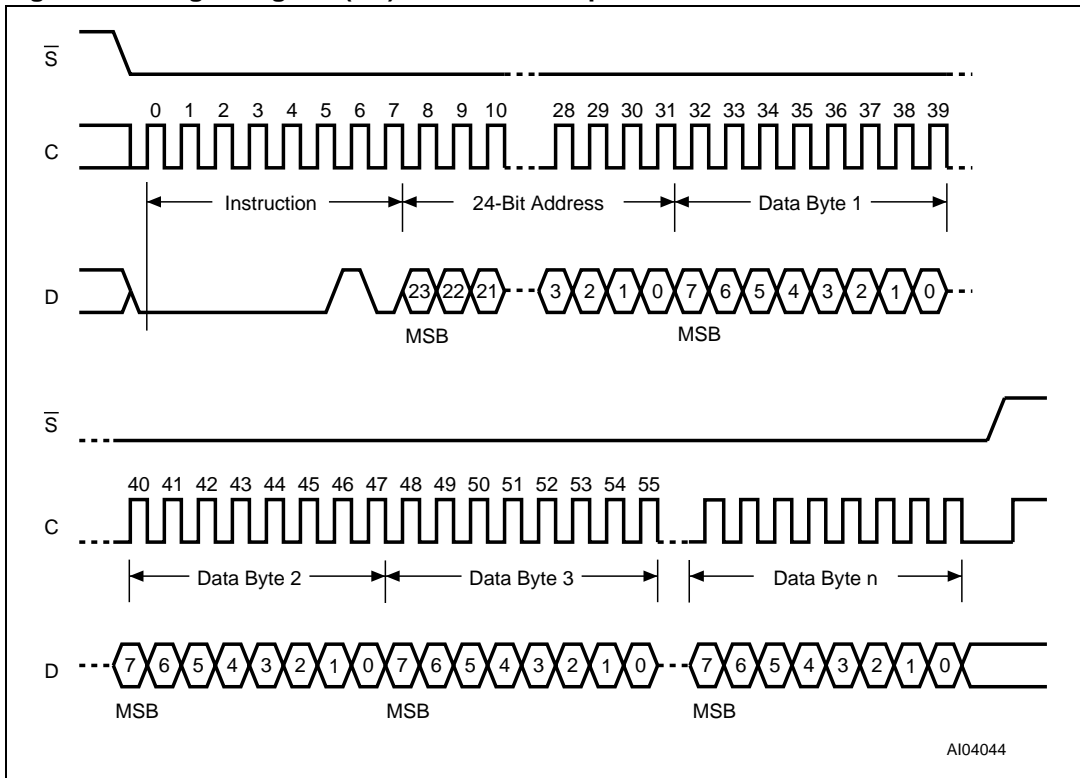 S
0 1 2 3 4 5 6 7 8 9 10 28 29 30 31 32 33 34 35 36 37 38 39
C
Instruction 24-Bit Address Data Byte 1
D 23 22 21 3 2 1 0 7 6 5 4 3 2 1 0
MSB MSB
S
40 41 42 43 44 45 46 47 48 49 50 51 52 53 54 55
C
Data Byte 2 Data Byte 3 Data Byte n
D 7 6 5 4 3 2 1 0 7 6 5 4 3 2 1 0 7 6 5 4 3 2 1 0
MSB MSB MSB
AI04044